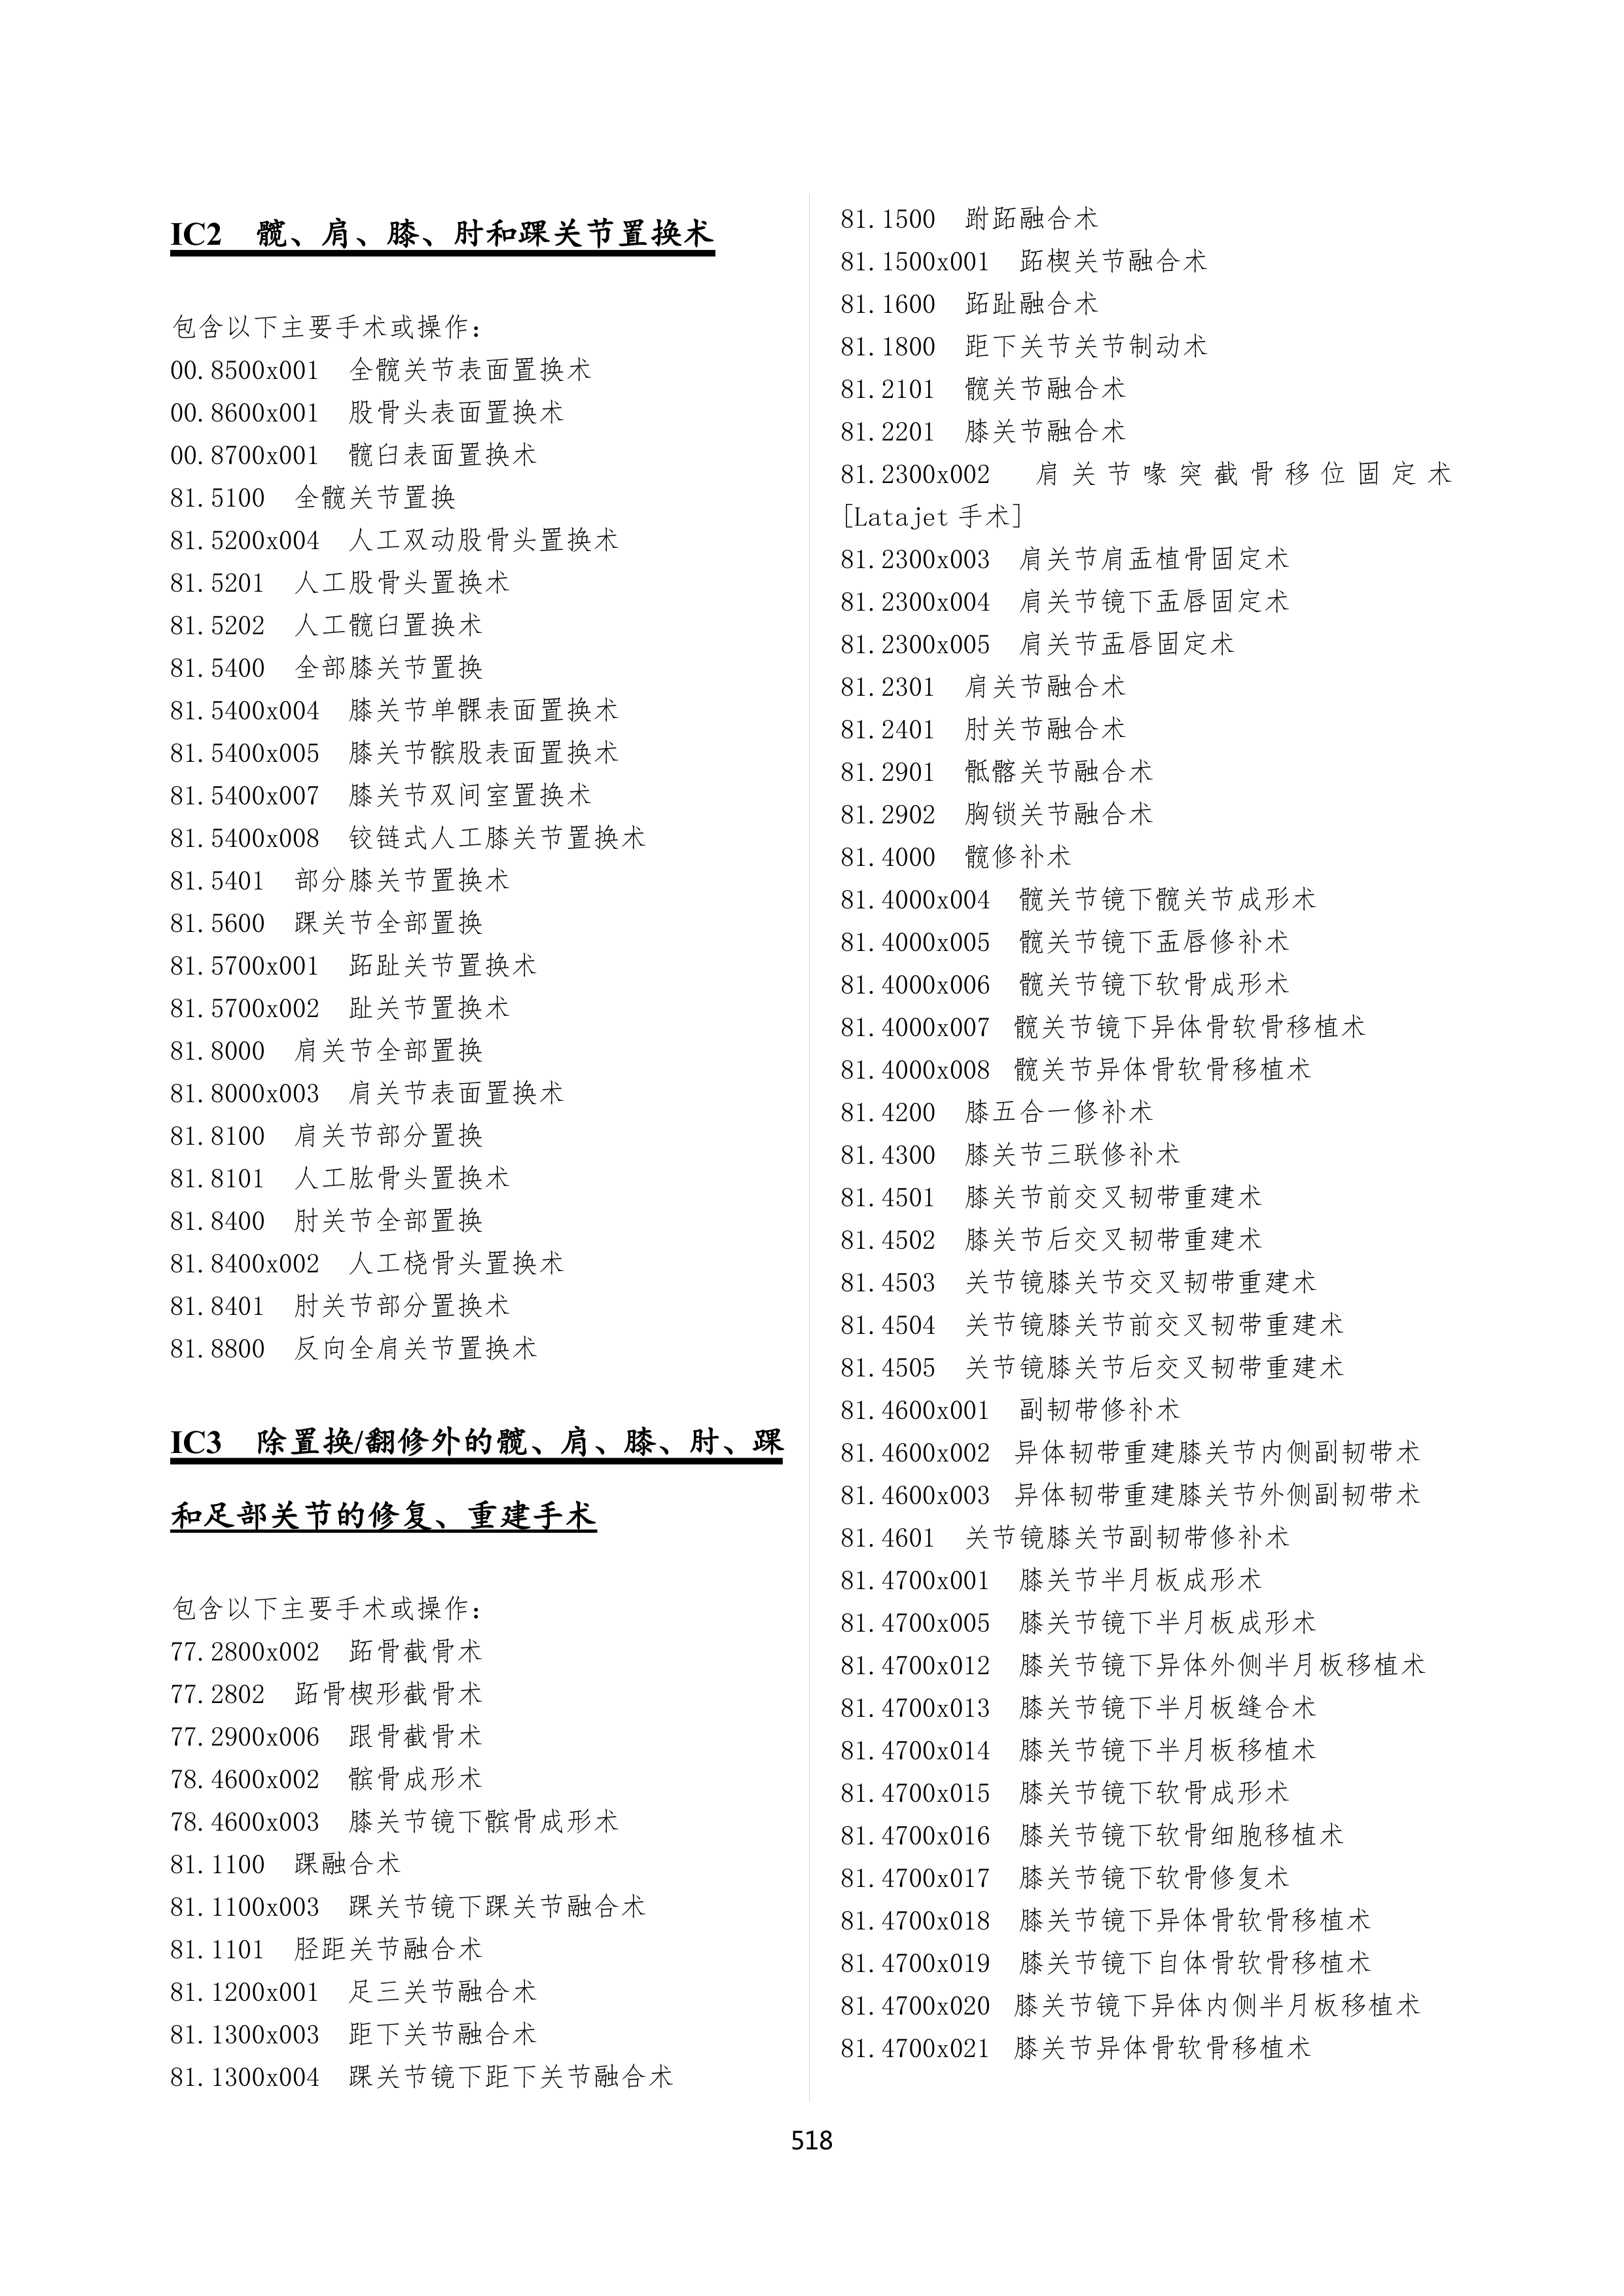 IC2 髋、肩、膝、肘和踝关节置换术
包含以下主要手术或操作：
00.8500x001 全髋关节表面置换术
00.8600x001 股骨头表面置换术
00.8700x001 髋臼表面置换术
81.5100 全髋关节置换
81.5200x004 人工双动股骨头置换术
81.5201 人工股骨头置换术
81.5202 人工髋臼置换术
81.5400 全部膝关节置换
81.5400x004 膝关节单髁表面置换术
81.5400x005 膝关节髌股表面置换术
81.5400x007 膝关节双间室置换术
81.5400x008 铰链式人工膝关节置换术
81.5401 部分膝关节置换术
81.5600 踝关节全部置换
81.5700x001 跖趾关节置换术
81.5700x002 趾关节置换术
81.8000 肩关节全部置换
81.8000x003 肩关节表面置换术
81.8100 肩关节部分置换
81.8101 人工肱骨头置换术
81.8400 肘关节全部置换
81.8400x002 人工桡骨头置换术
81.8401 肘关节部分置换术
81.8800 反向全肩关节置换术
IC3 除置换/翻修外的髋、肩、膝、肘、踝
和足部关节的修复、重建手术
包含以下主要手术或操作：
77.2800x002 跖骨截骨术
77.2802 跖骨楔形截骨术
77.2900x006 跟骨截骨术
78.4600x002 髌骨成形术
78.4600x003 膝关节镜下髌骨成形术
81.1100 踝融合术
81.1100x003 踝关节镜下踝关节融合术
81.1101 胫距关节融合术
81.1200x001 足三关节融合术
81.1300x003 距下关节融合术
81.1300x004 踝关节镜下距下关节融合术
81.1500 跗跖融合术
81.1500x001 跖楔关节融合术
81.1600 跖趾融合术
81.1800 距下关节关节制动术
81.2101 髋关节融合术
81.2201 膝关节融合术
81.2300x002 肩关节喙突截骨移位固定术
[Latajet 手术]
81.2300x003 肩关节肩盂植骨固定术
81.2300x004 肩关节镜下盂唇固定术
81.2300x005 肩关节盂唇固定术
81.2301 肩关节融合术
81.2401 肘关节融合术
81.2901 骶髂关节融合术
81.2902 胸锁关节融合术
81.4000 髋修补术
81.4000x004 髋关节镜下髋关节成形术
81.4000x005 髋关节镜下盂唇修补术
81.4000x006 髋关节镜下软骨成形术
81.4000x007 髋关节镜下异体骨软骨移植术
81.4000x008 髋关节异体骨软骨移植术
81.4200 膝五合一修补术
81.4300 膝关节三联修补术
81.4501 膝关节前交叉韧带重建术
81.4502 膝关节后交叉韧带重建术
81.4503 关节镜膝关节交叉韧带重建术
81.4504 关节镜膝关节前交叉韧带重建术
81.4505 关节镜膝关节后交叉韧带重建术
81.4600x001 副韧带修补术
81.4600x002 异体韧带重建膝关节内侧副韧带术
81.4600x003 异体韧带重建膝关节外侧副韧带术
81.4601 关节镜膝关节副韧带修补术
81.4700x001 膝关节半月板成形术
81.4700x005 膝关节镜下半月板成形术
81.4700x012 膝关节镜下异体外侧半月板移植术
81.4700x013 膝关节镜下半月板缝合术
81.4700x014 膝关节镜下半月板移植术
81.4700x015 膝关节镜下软骨成形术
81.4700x016 膝关节镜下软骨细胞移植术
81.4700x017 膝关节镜下软骨修复术
81.4700x018 膝关节镜下异体骨软骨移植术
81.4700x019 膝关节镜下自体骨软骨移植术
81.4700x020 膝关节镜下异体内侧半月板移植术
81.4700x021 膝关节异体骨软骨移植术
518